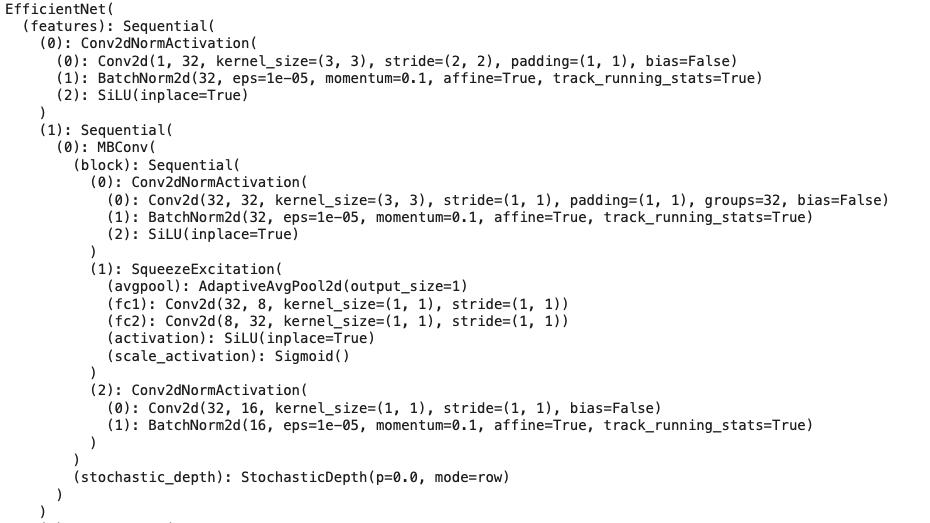 EfficientNet(
  (features): Sequential(
    (0): Conv2dNormActivation(
      (0): Conv2d(1, 32, kernel_size=(3, 3), stride=(2, 2), padding=(1, 1), bias=False)
      (1): BatchNorm2d(32, eps=1e-05, momentum=0.1, affine=True, track_running_stats=True)
      (2): SiLU(inplace=True)
    )
    (1): Sequential(
      (0): MBConv(
        (block): Sequential(
          (0): Conv2dNormActivation(
            (0): Conv2d(32, 32, kernel_size=(3, 3), stride=(1, 1), padding=(1, 1), groups=32, bias=False)
            (1): BatchNorm2d(32, eps=1e-05, momentum=0.1, affine=True, track_running_stats=True)
            (2): SiLU(inplace=True)
          )
          (1): SqueezeExcitation(
            (avgpool): AdaptiveAvgPool2d(output_size=1)
            (fc1): Conv2d(32, 8, kernel_size=(1, 1), stride=(1, 1))
            (fc2): Conv2d(8, 32, kernel_size=(1, 1), stride=(1, 1))
            (activation): SiLU(inplace=True)
            (scale_activation): Sigmoid()
          )
          (2): Conv2dNormActivation(
            (0): Conv2d(32, 16, kernel_size=(1, 1), stride=(1, 1), bias=False)
            (1): BatchNorm2d(16, eps=1e-05, momentum=0.1, affine=True, track_running_stats=True)
          )
        )
        (stochastic_depth): StochasticDepth(p=0.0, mode=row)
      )
    )